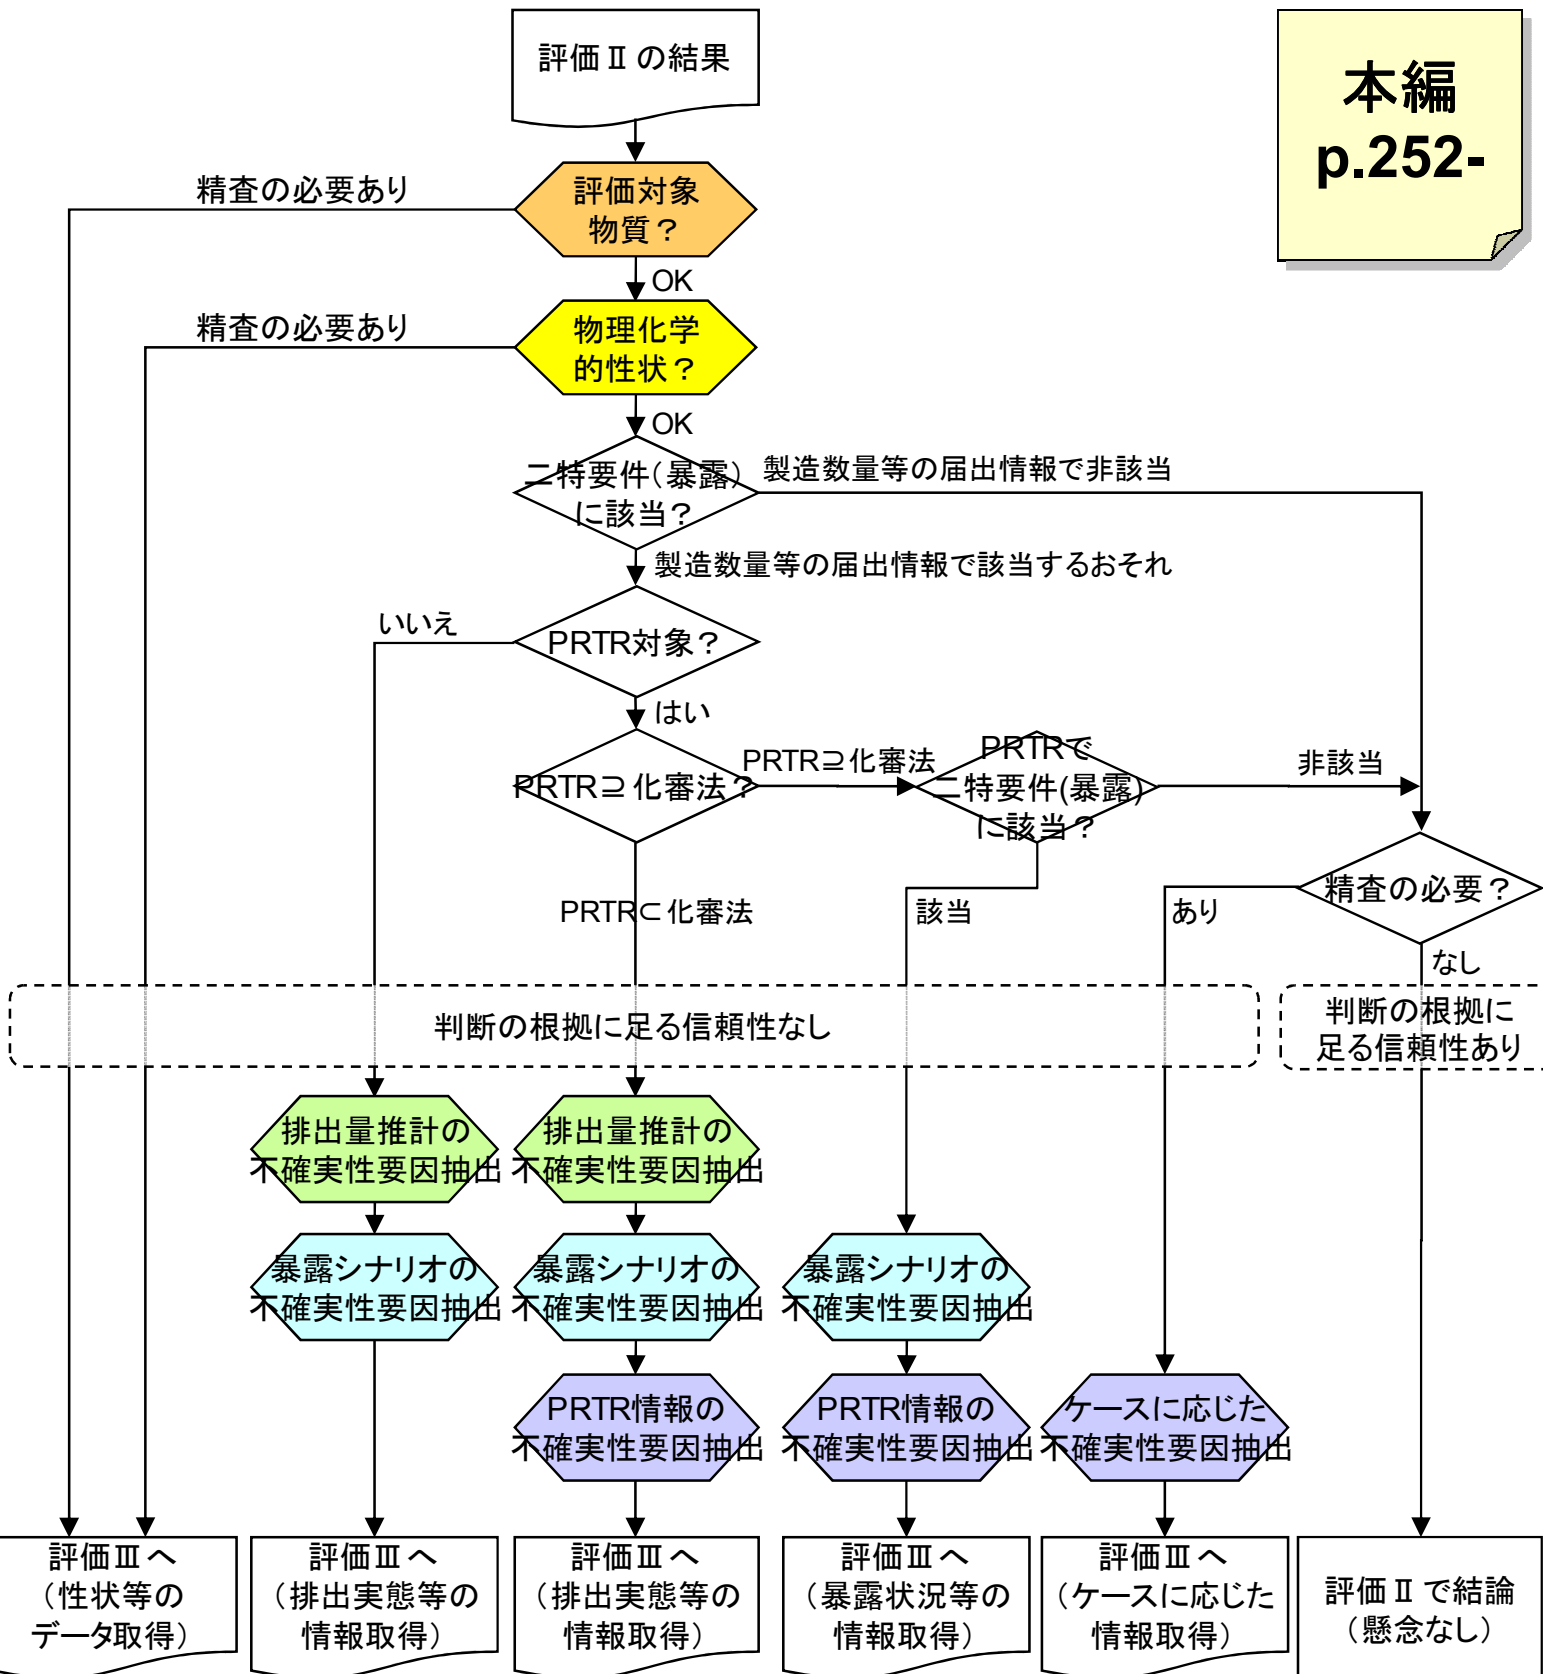 評価Ⅱの結果
本編
p.252-
精査の必要あり
評価対象
物質？
OK
精査の必要あり
物理化学
的性状？
OK
二特要件（暴露）
に該当？
製造数量等の届出情報で非該当
製造数量等の届出情報で該当するおそれ
いいえ
PRTR対象？
はい
PRTR⊇化審法？
PRTR⊇化審法
PRTRで
二特要件(暴露)
に該当？
非該当
精査の必要？
PRTR⊂化審法
該当
あり
なし
判断の根拠に足る信頼性なし
判断の根拠に
足る信頼性あり
排出量推計の
不確実性要因抽出
排出量推計の
不確実性要因抽出
暴露シナリオの
不確実性要因抽出
暴露シナリオの
不確実性要因抽出
暴露シナリオの
不確実性要因抽出
PRTR情報の
不確実性要因抽出
PRTR情報の
不確実性要因抽出
ケースに応じた
不確実性要因抽出
評価Ⅲへ
（性状等の
データ取得）
評価Ⅲへ
（排出実態等の
情報取得）
評価Ⅲへ
（排出実態等の
情報取得）
評価Ⅲへ
（暴露状況等の
情報取得）
評価Ⅲへ
（ケースに応じた
情報取得）
評価Ⅱで結論
（懸念なし）